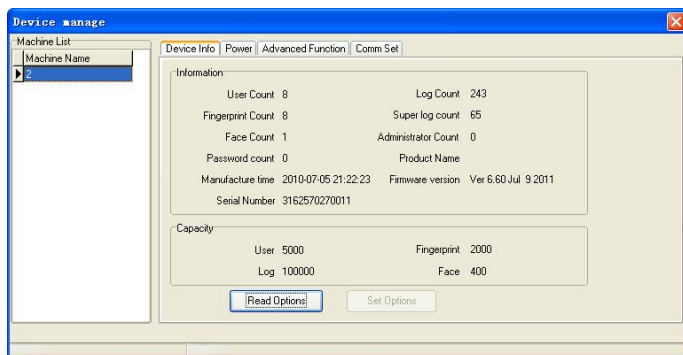 Device manage
Machine List
Machine Name
2
Device Info Power Advanced Function Comm Set
Information
User Count 8 Log Count 243
Fingerprint Count 8 Super log count 65
Face Count 1 Administrator Count 0
Password count 0 Product Name
Manufacture time 2010-07-05 21:22:23 Firmware version Ver 6.60 Jul 9 2011
Serial Number 3162570270011
Capacity
User 5000 Fingerprint 2000
Log 100000 Face 400
Read Options Set Options